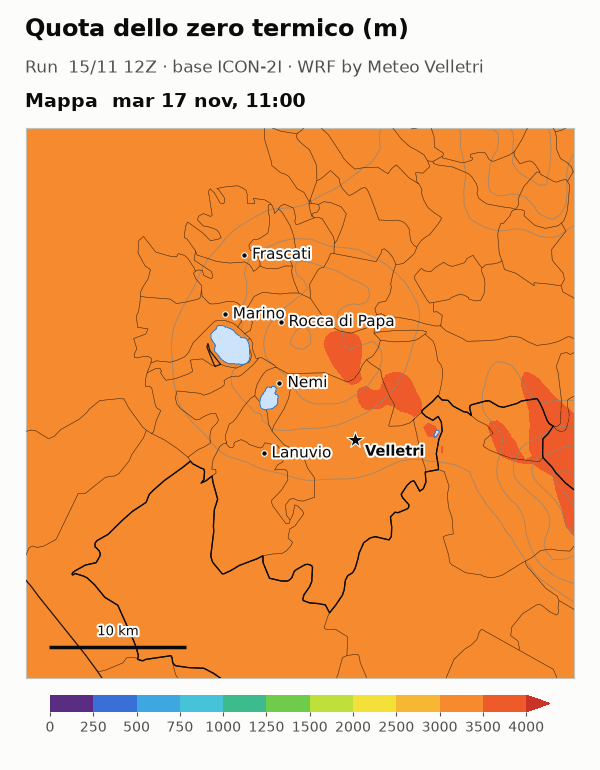 Quota dello zero termico (m)
Run  15/11 12Z · base ICON-2I · WRF by Meteo Velletri
Mappa  mar 17 nov, 11:00
Frascati
Marino
Rocca di Papa
Nemi
Velletri
Lanuvio
10 km
0 250 500 750 1000 1250 1500 2000 2500 3000 3500 4000